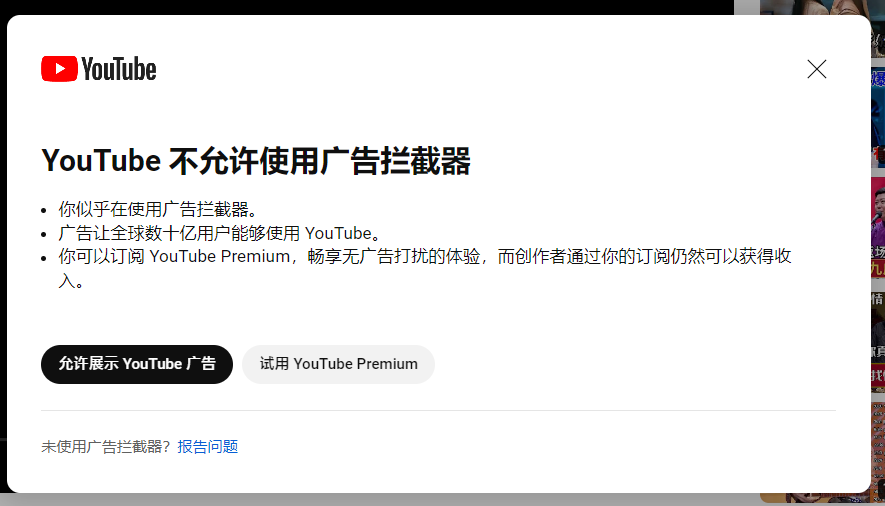 YouTube
YouTube 不允许使用广告拦截器
你似乎在使用广告拦截器。
广告让全球数十亿用户能够使用 YouTube。
你可以订阅 YouTube Premium，畅享无广告打扰的体验，而创作者通过你的订阅仍然可以获得收
入。
允许展示 YouTube 广告
试用 YouTube Premium
未使用广告拦截器？报告问题